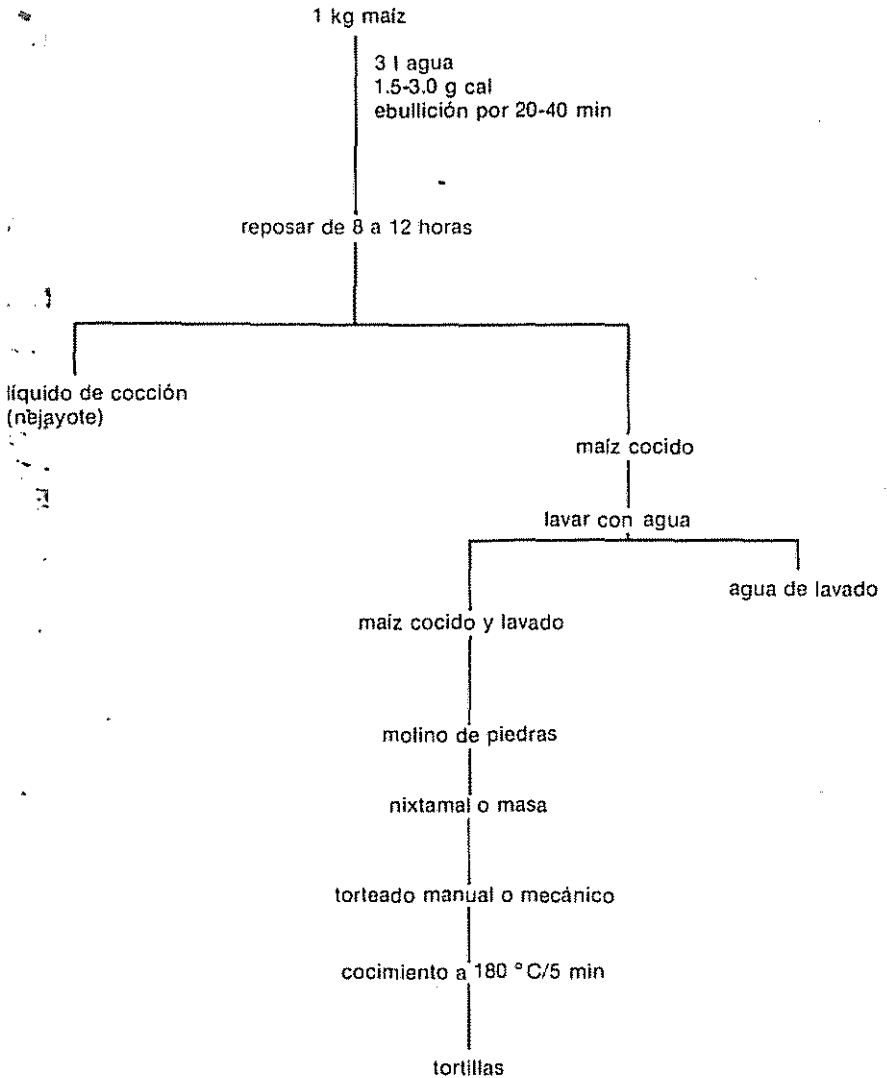 1 kg maíz
3 l agua
1.5-3.0 g cal
ebullición por 20-40 min
reposar de 8 a 12 horas
líquido de cocción
(nejayote)
maíz cocido
lavar con agua
agua de lavado
maíz cocido y lavado
molino de piedras
nixtamal o masa
torteado manual o mecánico
cocimiento a 180 °C/5 min
tortillas